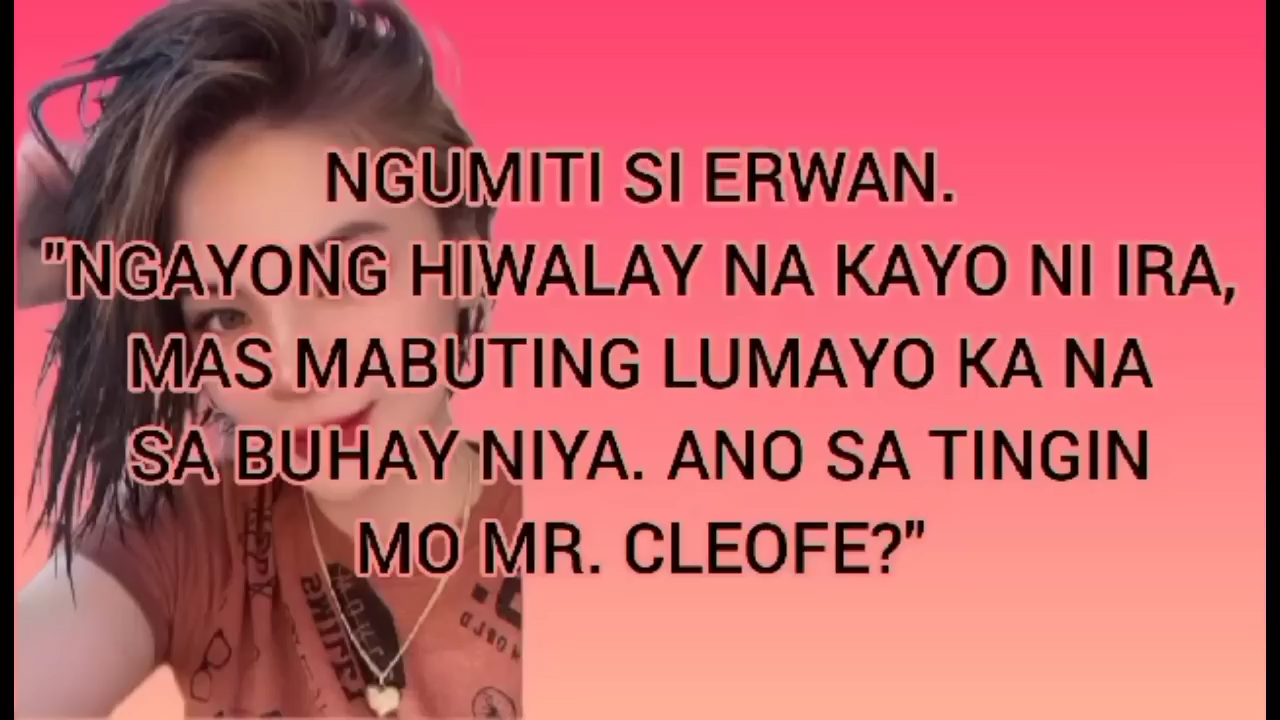 NGUMITI SI ERWAN.
"NGAYONG HIWALAY NA KAYO NI IRA,
MAS MABUTING LUMAYO KA NA
SA BUHAY NIYA. ANO SA TINGIN
MO MR. CLEOFE?"